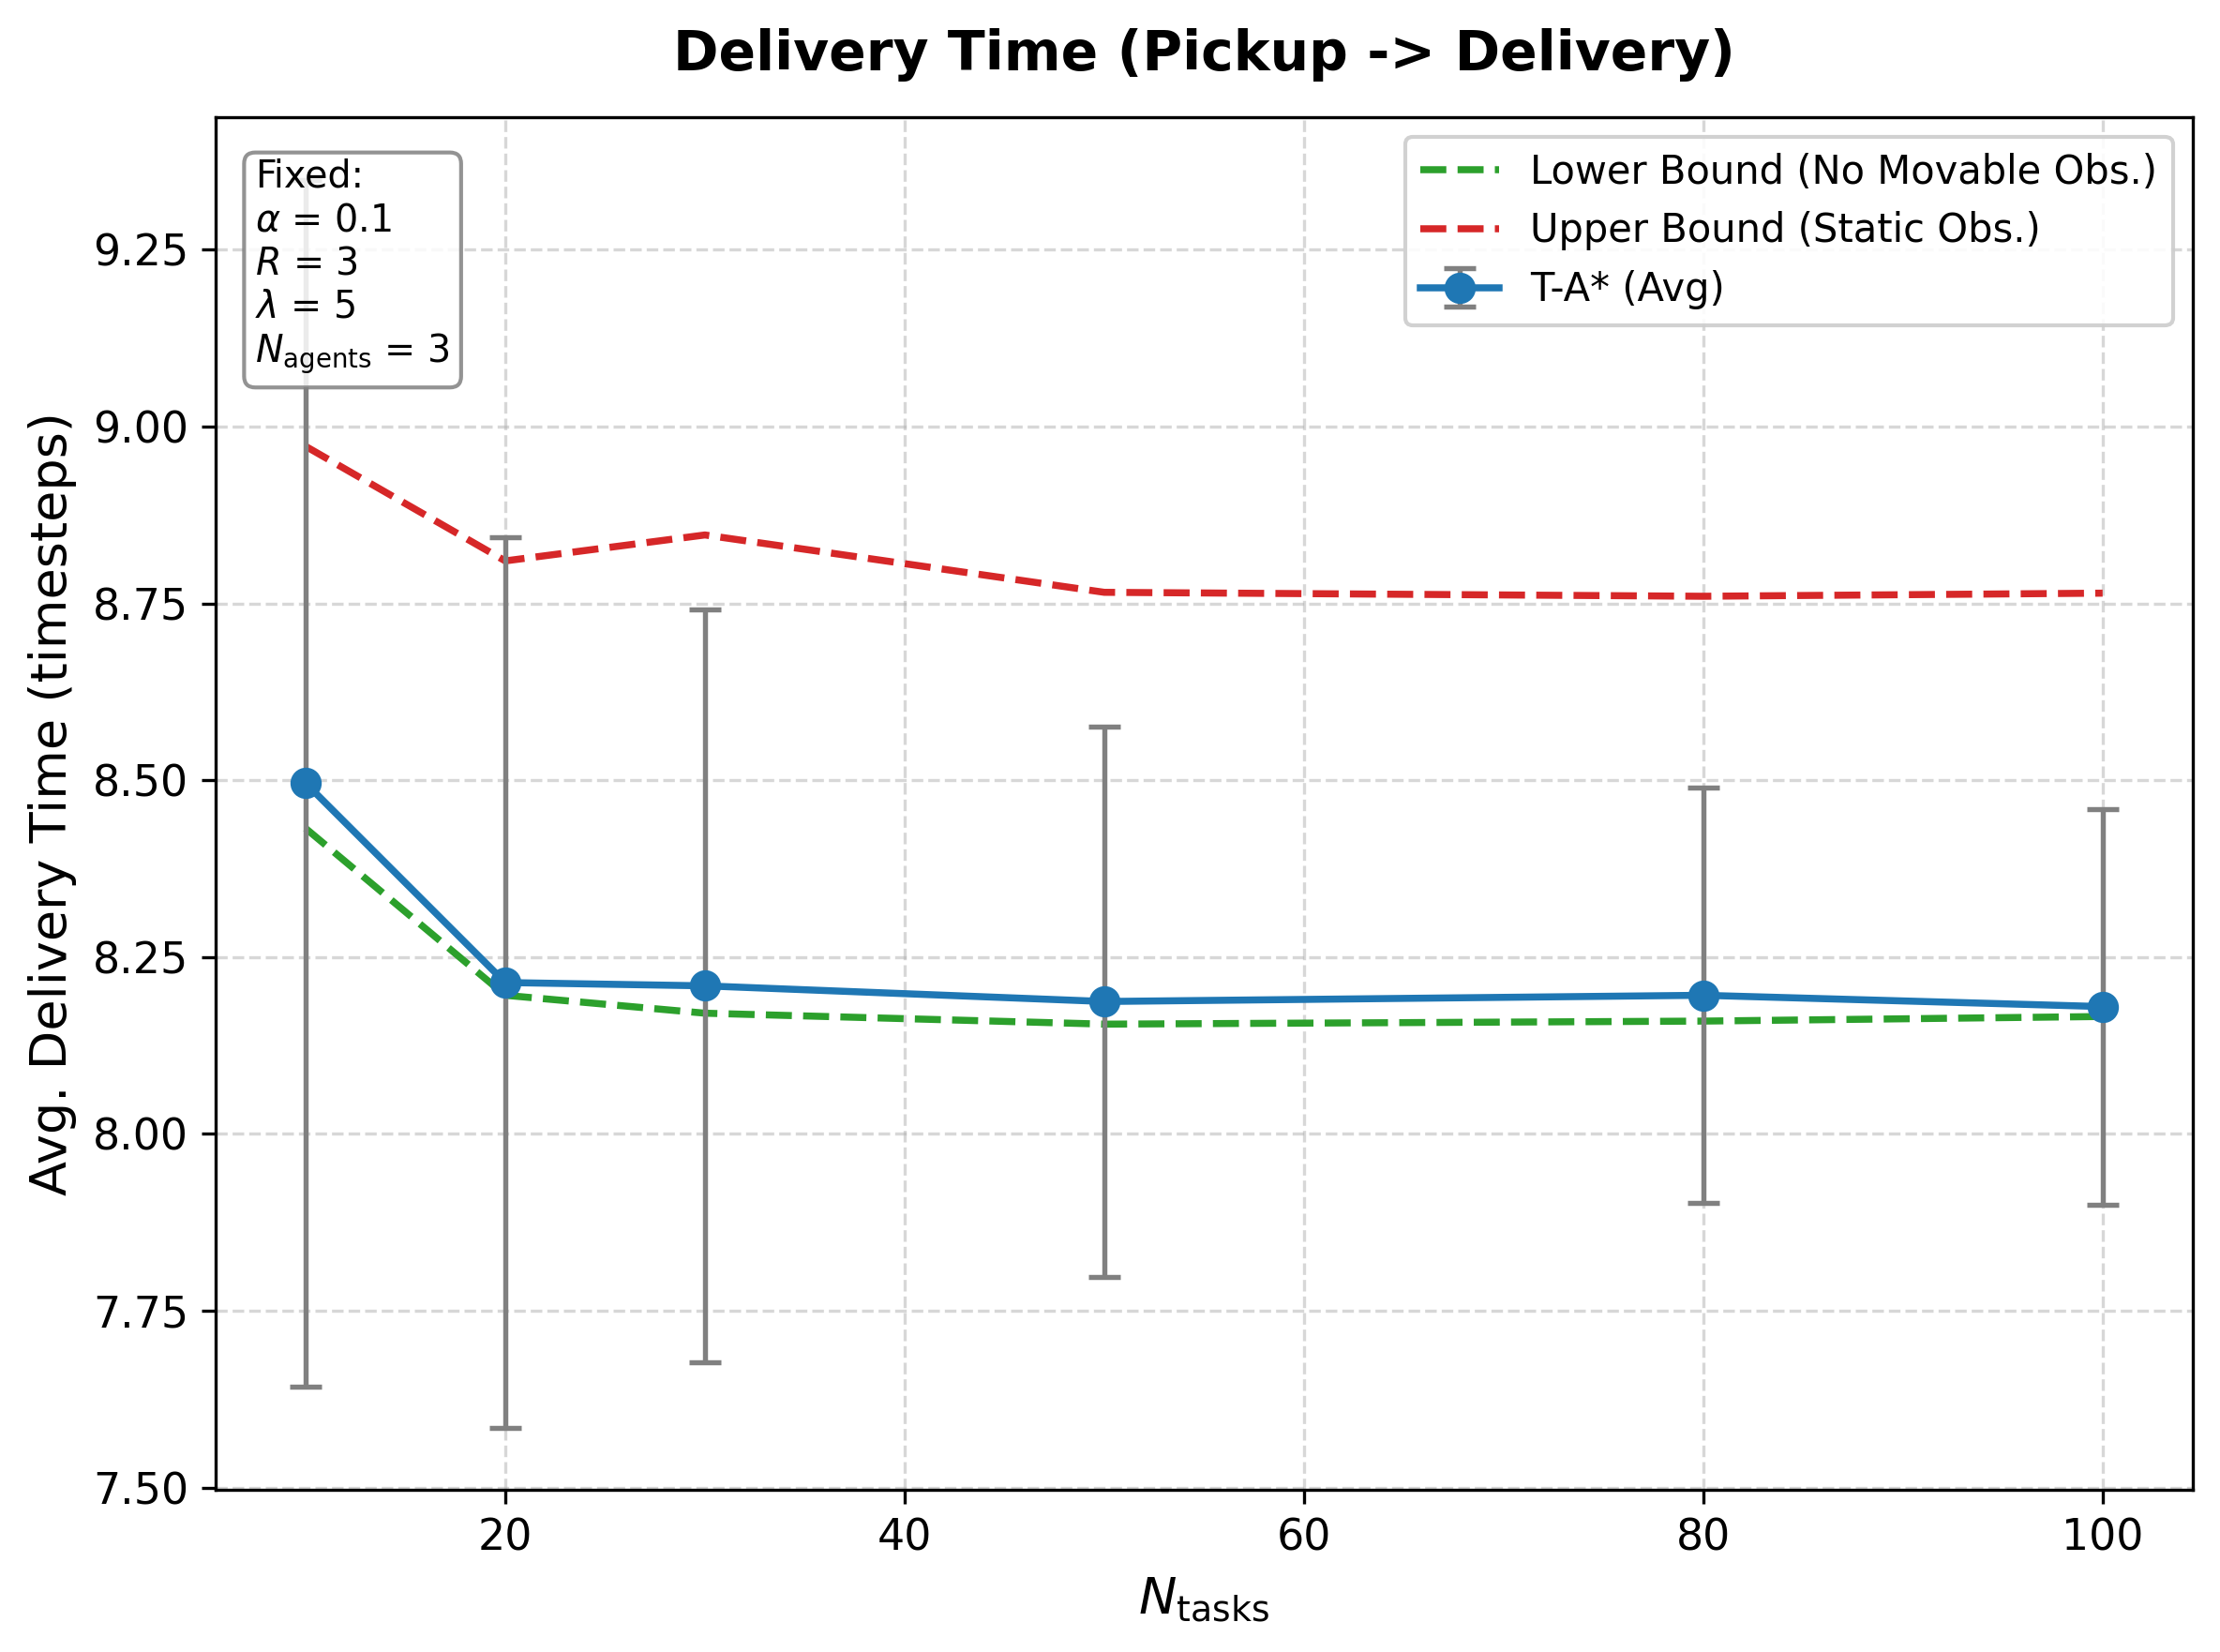 Delivery Time (Pickup -> Delivery)
Fixed:
α = 0.1
R = 3
λ = 5
N_agents = 3
Lower Bound (No Movable Obs.)
Upper Bound (Static Obs.)
T-A* (Avg)
Avg. Delivery Time (timesteps)
9.25
9.00
8.75
8.50
8.25
8.00
7.75
7.50
20 40 60 80 100
N_tasks